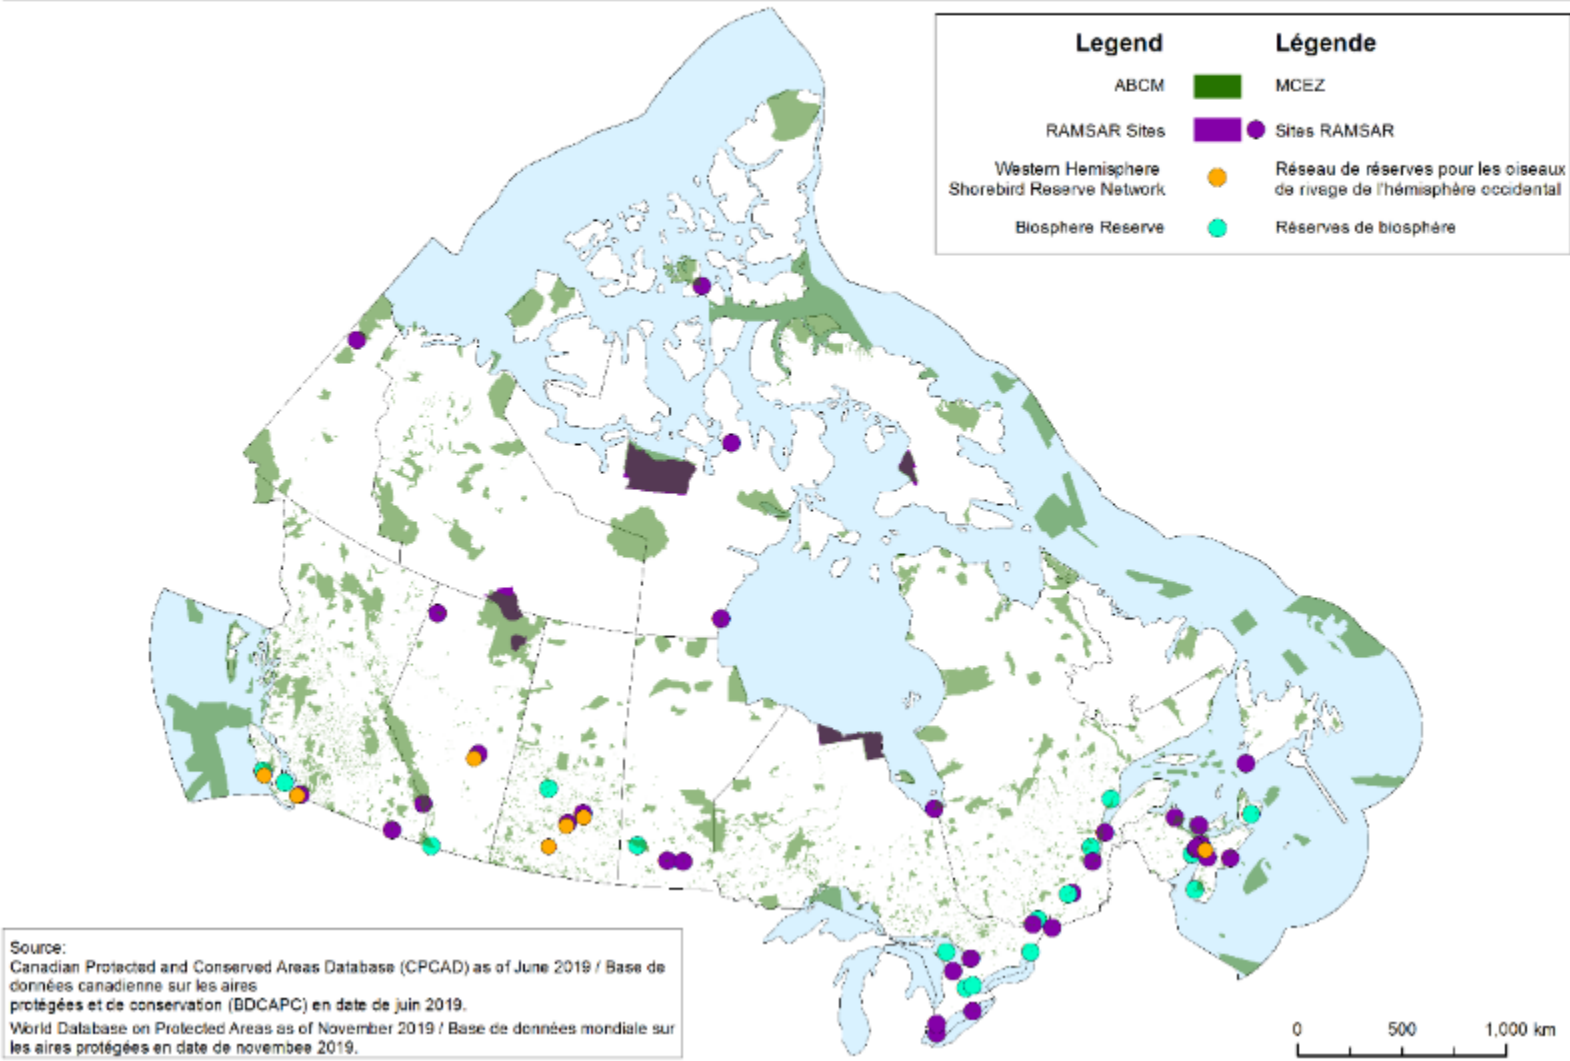 Legend Légende
ABCM MCEZ
RAMSAR Sites Sites RAMSAR
Western Hemisphere
Shorebird Reserve Network
Réseau de réserves pour les oiseaux
de rivage de l'hémisphère occidental
Biosphere Reserve Réserves de biosphère
Source:
Canadian Protected and Conserved Areas Database (CPCAD) as of June 2019 / Base de
données canadienne sur les aires
protégées et de conservation (BDCAPC) en date de juin 2019.
World Database on Protected Areas as of November 2019 / Base de données mondiale sur
les aires protégées en date de novembee 2019.
0 500 1,000 km